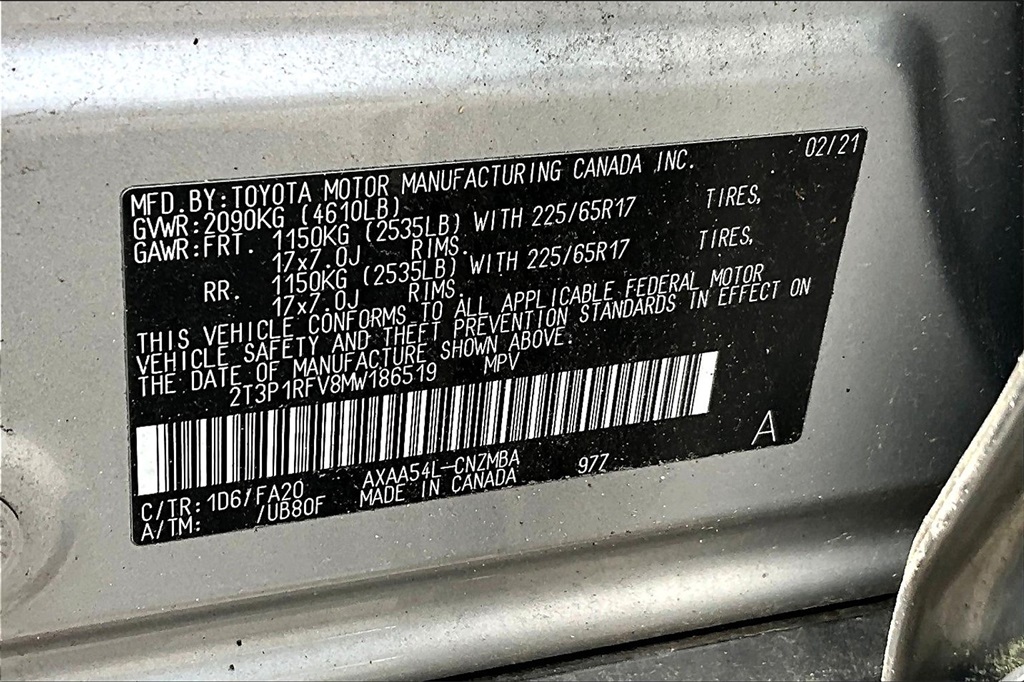 02/21
MFD.BY:TOYOTA MOTOR MANUFACTURING CANADA INC.
GVWR:2090KG (4610LB)
GAWR:FRT. 1150KG (2535LB) WITH 225/65R17 TIRES,
17x7.0J RIMS.
RR. 1150KG (2535LB) WITH 225/65R17 TIRES,
17x7.0J RIMS.
THIS VEHICLE CONFORMS TO ALL APPLICABLE FEDERAL MOTOR
VEHICLE SAFETY AND THEFT PREVENTION STANDARDS IN EFFECT ON
THE DATE OF MANUFACTURE SHOWN ABOVE.
2T3P1RFV8MW186519 MPV
A
C/TR:1D6/FA20 AXAA54L-CNZMBA 977
A/TM: /UB80F MADE IN CANADA